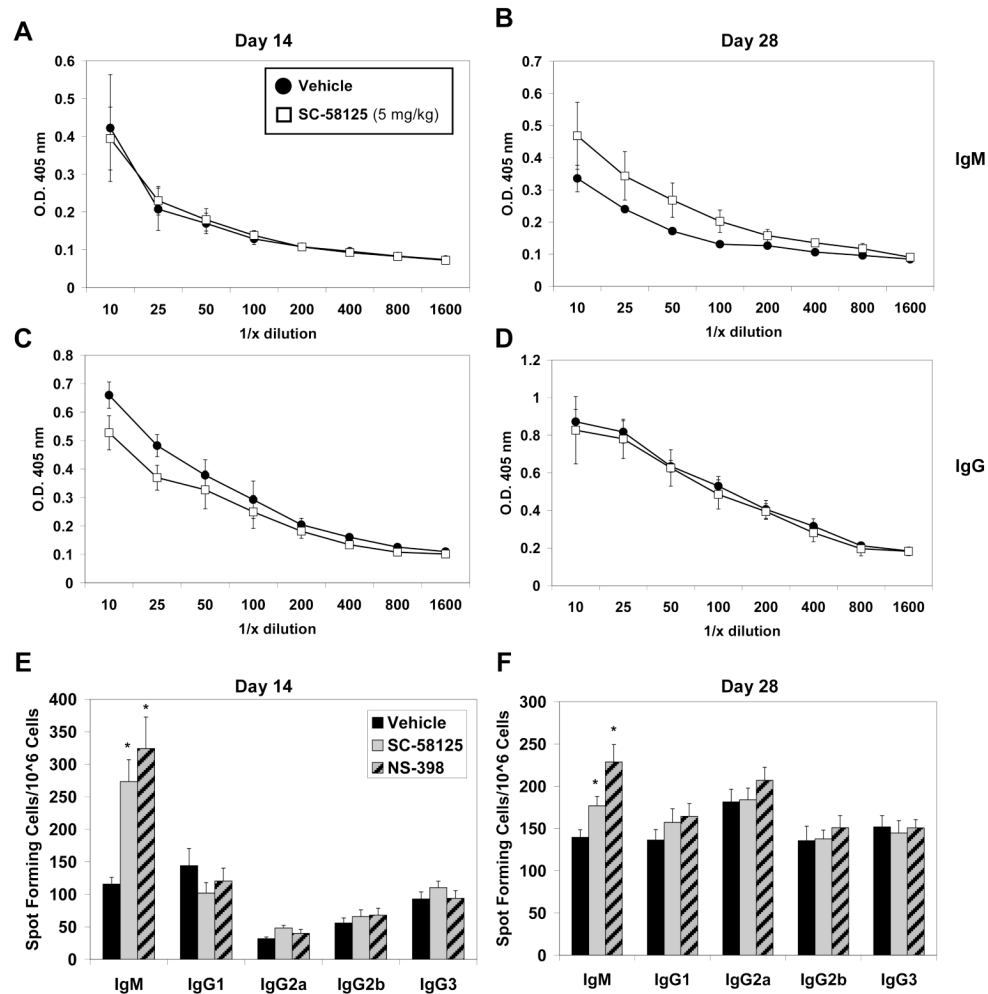 A
Day 14
0.6
0.5
0.4
0.3
0.2
0.1
0
O.D. 405 nm
Vehicle
SC-58125 (5 mg/kg)
10 25 50 100 200 400 800 1600
1/x dilution
B
Day 28
0.7
0.6
0.5
0.4
0.3
0.2
0.1
0
O.D. 405 nm
10 25 50 100 200 400 800 1600
1/x dilution
IgM
C
0.8
0.7
0.6
0.5
0.4
0.3
0.2
0.1
0
O.D. 405 nm
10 25 50 100 200 400 800 1600
1/x dilution
D
1.2
1
0.8
0.6
0.4
0.2
0
O.D. 405 nm
10 25 50 100 200 400 800 1600
1/x dilution
IgG
E
Day 14
400
350
300
250
200
150
100
50
0
Spot Forming Cells/10^6 Cells
* *
Vehicle
SC-58125
NS-398
IgM IgG1 IgG2a IgG2b IgG3
F
Day 28
300
250
200
150
100
50
0
Spot Forming Cells/10^6 Cells
* *
IgM IgG1 IgG2a IgG2b IgG3